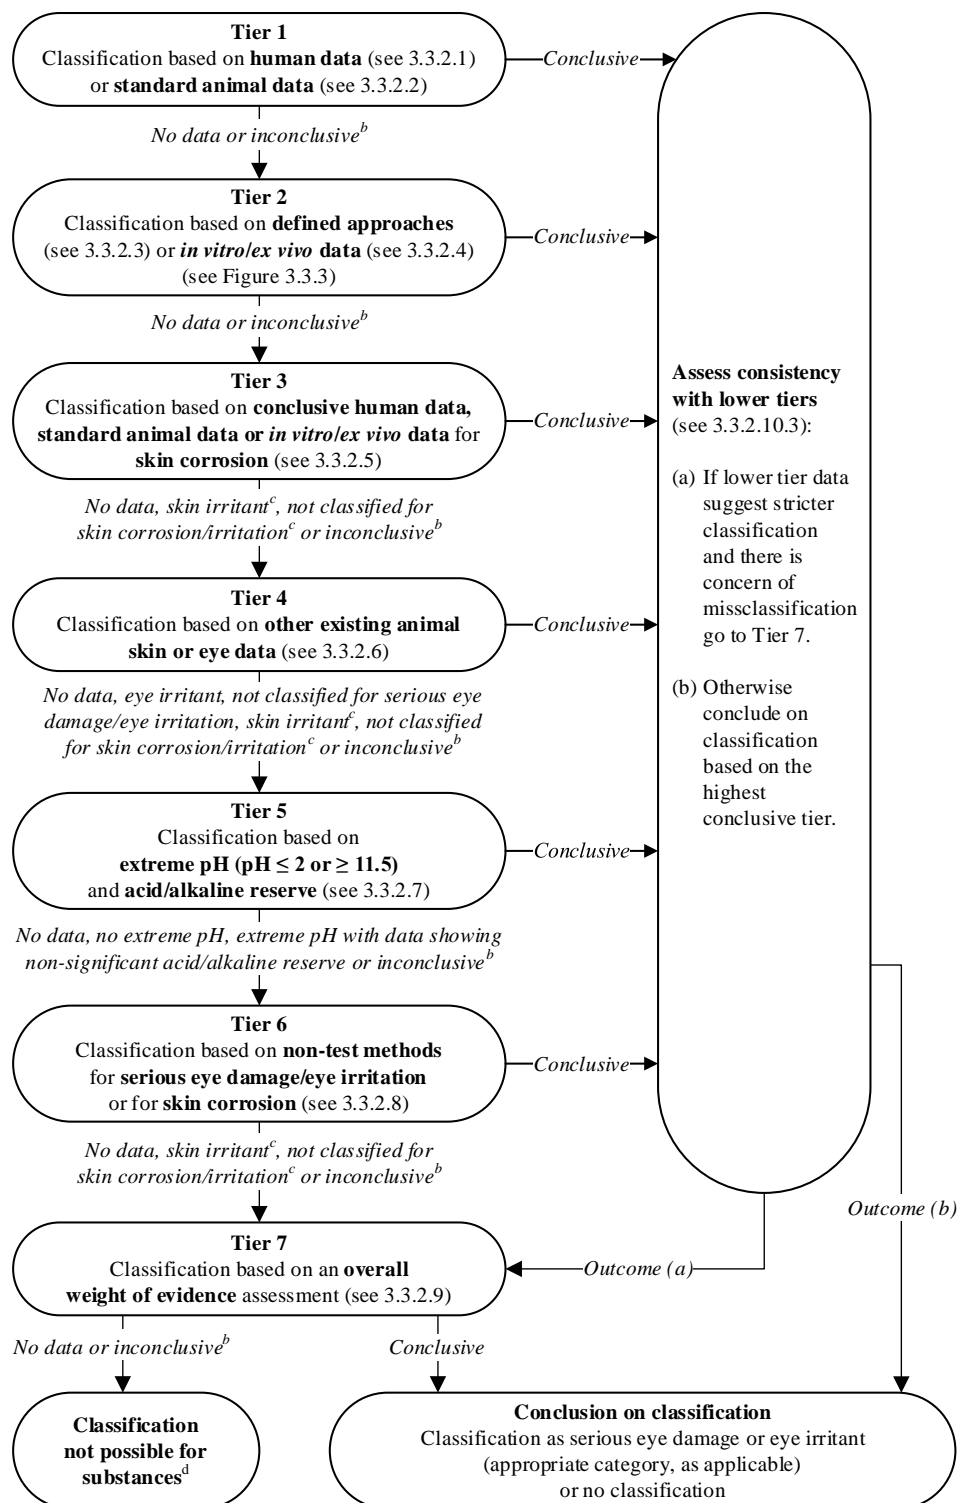 Tier 1
Classification based on human data (see 3.3.2.1)
or standard animal data (see 3.3.2.2)
Conclusive
No data or inconclusive^b
Tier 2
Classification based on defined approaches
(see 3.3.2.3) or in vitro/ex vivo data (see 3.3.2.4)
(see Figure 3.3.3)
Conclusive
No data or inconclusive^b
Tier 3
Classification based on conclusive human data,
standard animal data or in vitro/ex vivo data for
skin corrosion (see 3.3.2.5)
Conclusive
No data, skin irritant^c, not classified for
skin corrosion/irritation^c or inconclusive^b
Tier 4
Classification based on other existing animal
skin or eye data (see 3.3.2.6)
Conclusive
No data, eye irritant, not classified for serious eye
damage/eye irritation, skin irritant^c, not classified
for skin corrosion/irritation^c or inconclusive^b
Tier 5
Classification based on
extreme pH (pH ≤ 2 or ≥ 11.5)
and acid/alkaline reserve (see 3.3.2.7)
Conclusive
No data, no extreme pH, extreme pH with data showing
non-significant acid/alkaline reserve or inconclusive^b
Tier 6
Classification based on non-test methods
for serious eye damage/eye irritation
or for skin corrosion (see 3.3.2.8)
Conclusive
No data, skin irritant^c, not classified for
skin corrosion/irritation^c or inconclusive^b
Tier 7
Classification based on an overall
weight of evidence assessment (see 3.3.2.9)
Assess consistency
with lower tiers
(see 3.3.2.10.3):
(a) If lower tier data
suggest stricter
classification
and there is
concern of
missclassification
go to Tier 7.
(b) Otherwise
conclude on
classification
based on the
highest
conclusive tier.
Outcome (b)
Outcome (a)
No data or inconclusive^b
Conclusive
Classification
not possible for
substances^d
Conclusion on classification
Classification as serious eye damage or eye irritant
(appropriate category, as applicable)
or no classification